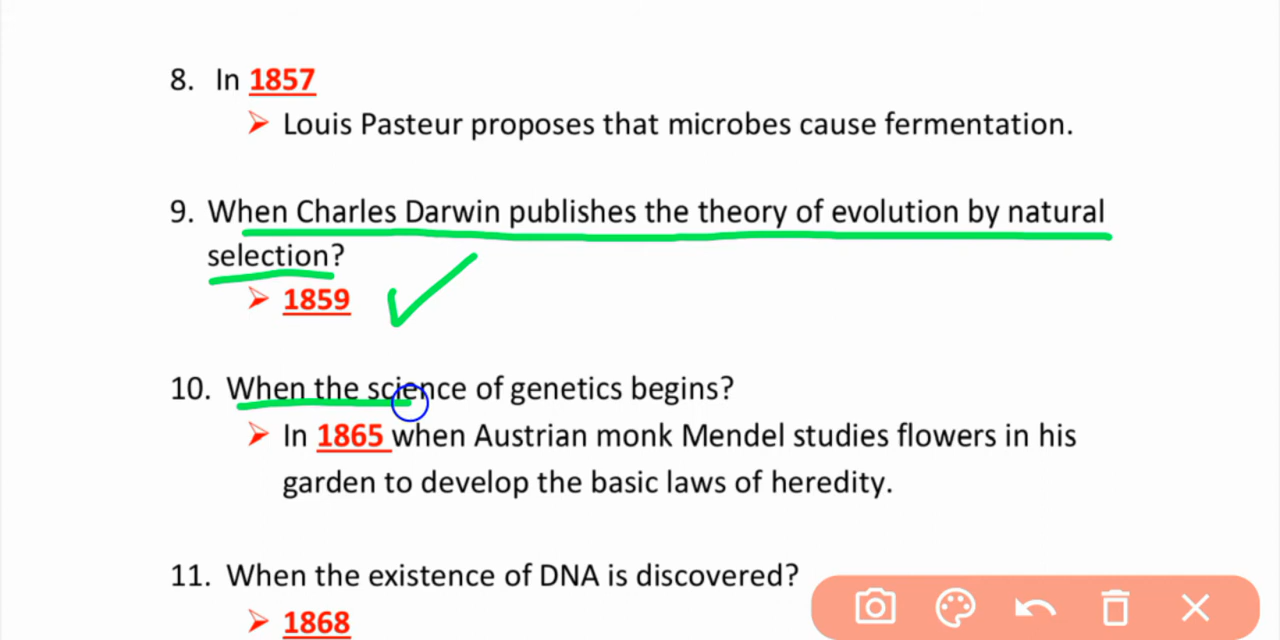 8. In 1857
➢ Louis Pasteur proposes that microbes cause fermentation.
9. When Charles Darwin publishes the theory of evolution by natural
selection?
➢ 1859
10. When the science of genetics begins?
➢ In 1865 when Austrian monk Mendel studies flowers in his
garden to develop the basic laws of heredity.
11. When the existence of DNA is discovered?
➢ 1868